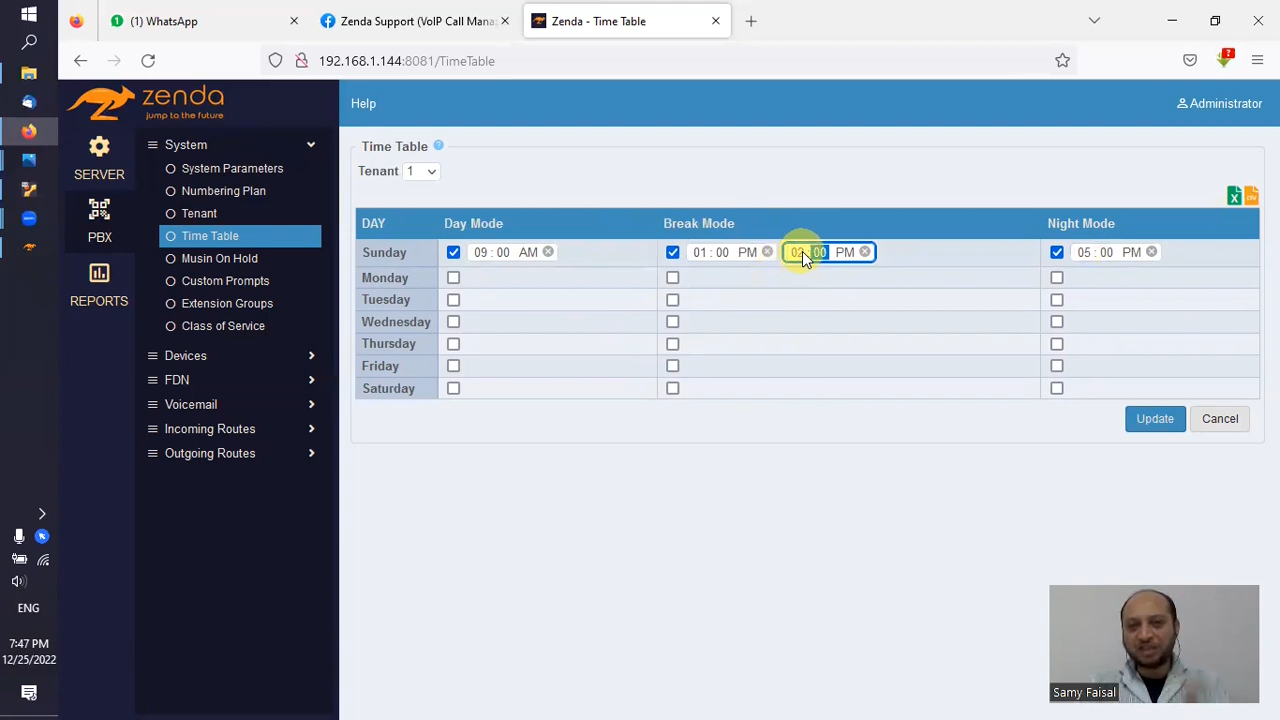 (1) WhatsApp
Zenda Support (VoIP Call Mana
Zenda - Time Table
192.168.1.144:8081/TimeTable
zenda
jump to the future
Help
Administrator
SERVER
PBX
REPORTS
System
System Parameters
Numbering Plan
Tenant
Time Table
Musin On Hold
Custom Prompts
Extension Groups
Class of Service
Devices
FDN
Voicemail
Incoming Routes
Outgoing Routes
Time Table
Tenant 1
DAY Day Mode Break Mode Night Mode
Sunday 09 : 00 AM 01 : 00 PM 02 : 00 PM 05 : 00 PM
Monday
Tuesday
Wednesday
Thursday
Friday
Saturday
Update Cancel
ENG
7:47 PM
12/25/2022
Samy Faisal